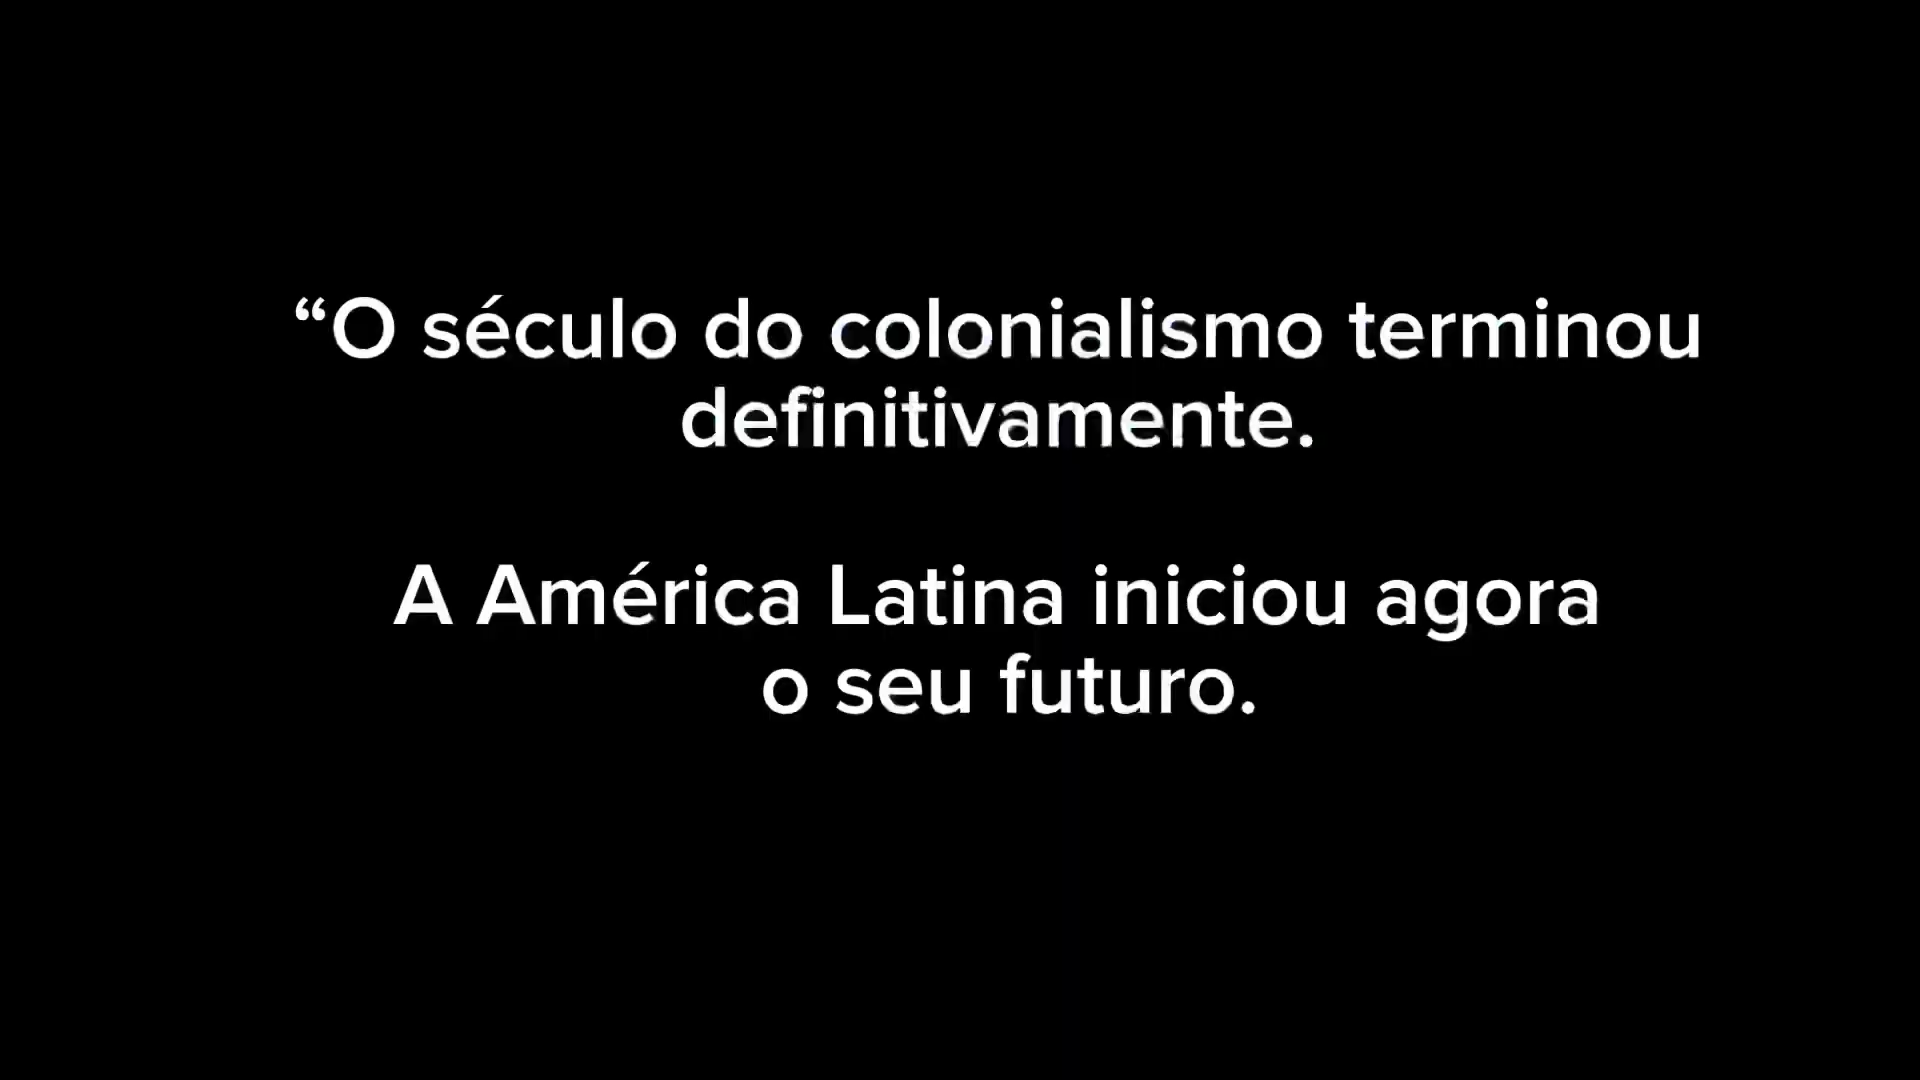 “O século do colonialismo terminou
definitivamente.
A América Latina iniciou agora
o seu futuro.